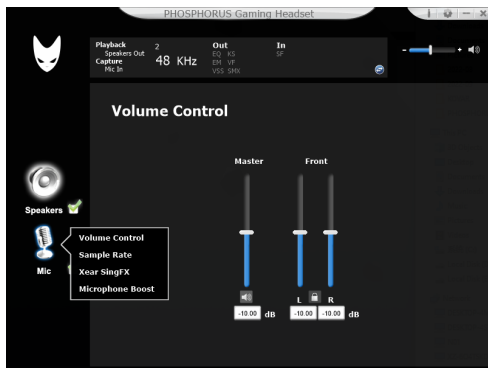 PHOSPHORUS Gaming Headset
Playback
Speakers Out
Capture
Mic In
2
48 KHz
Out
EQ KS
EM VF
VSS SMX
In
SF
- +
Volume Control
Master Front
Speakers
Mic
Volume Control
Sample Rate
Xear SingFX
Microphone Boost
L R
-10.00 dB -10.00 -10.00 dB